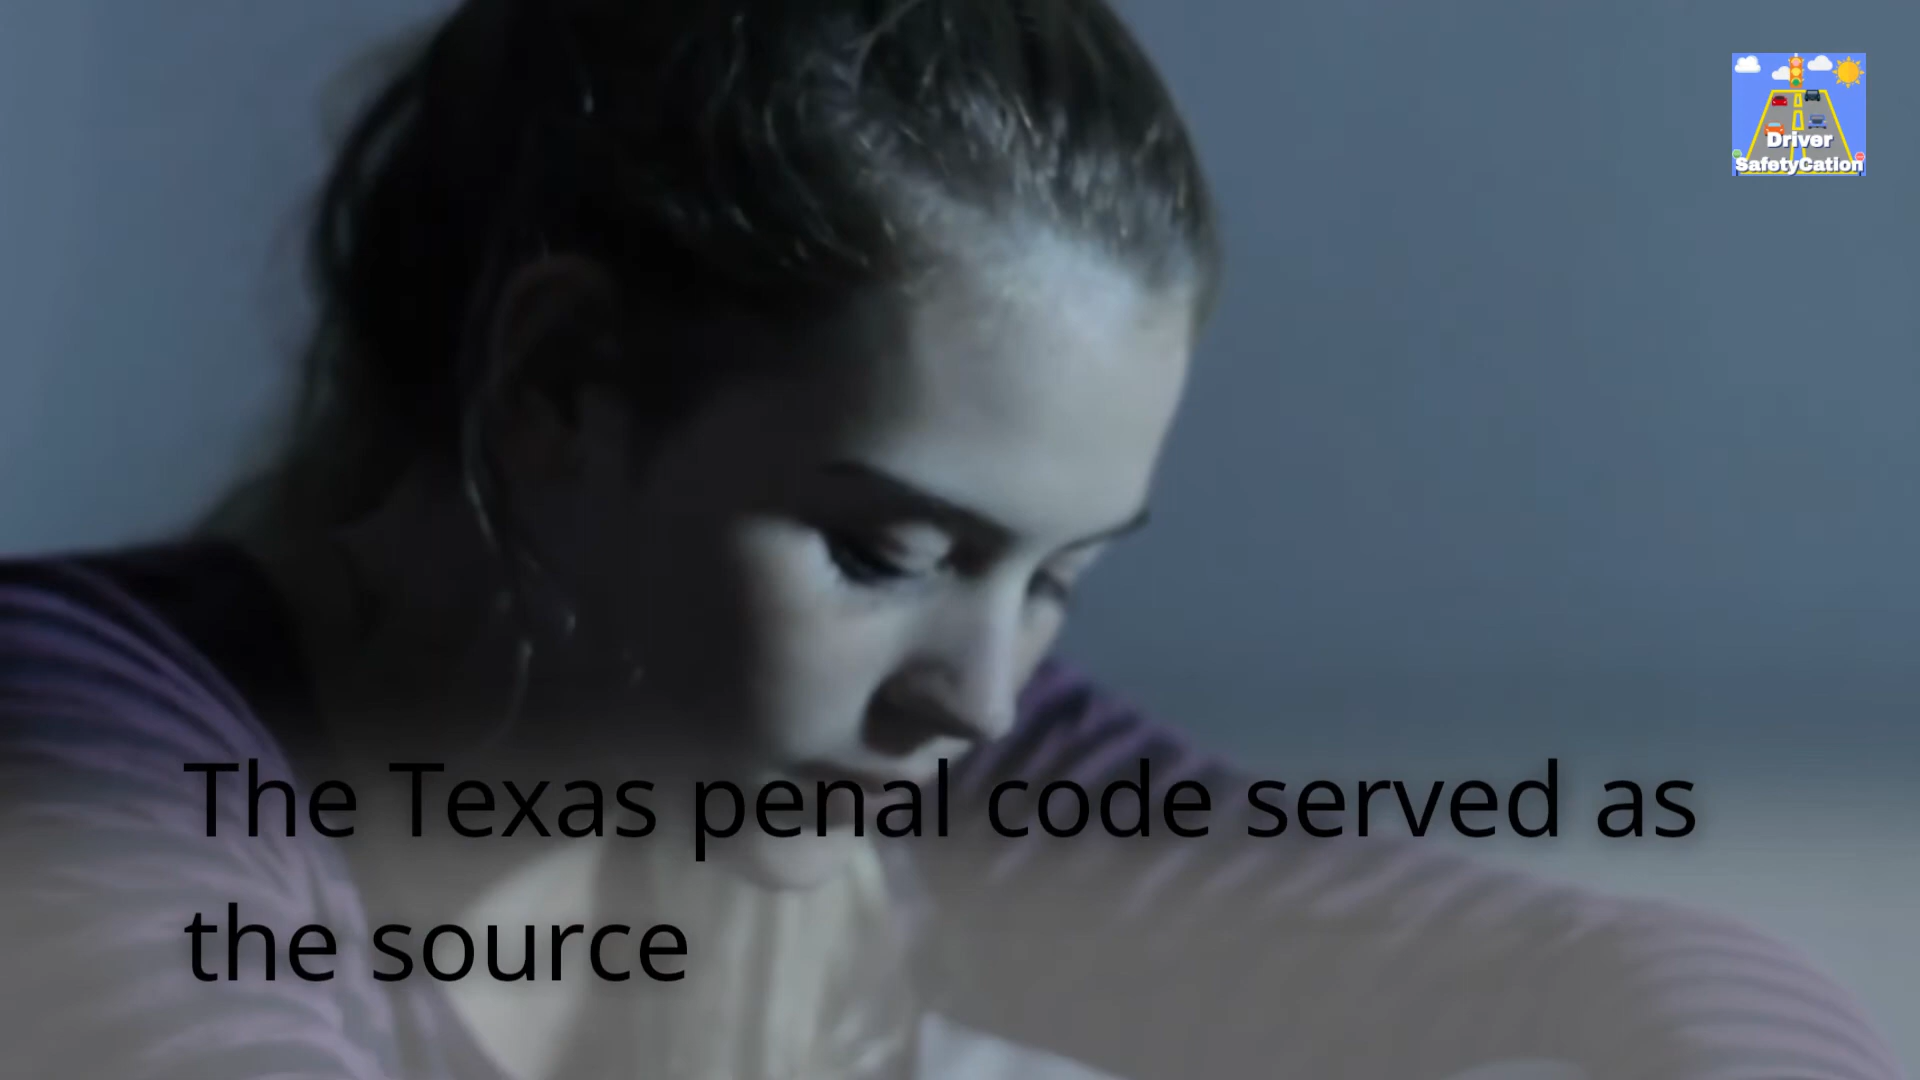 Driver
SafetyCation
The Texas penal code served as
the source